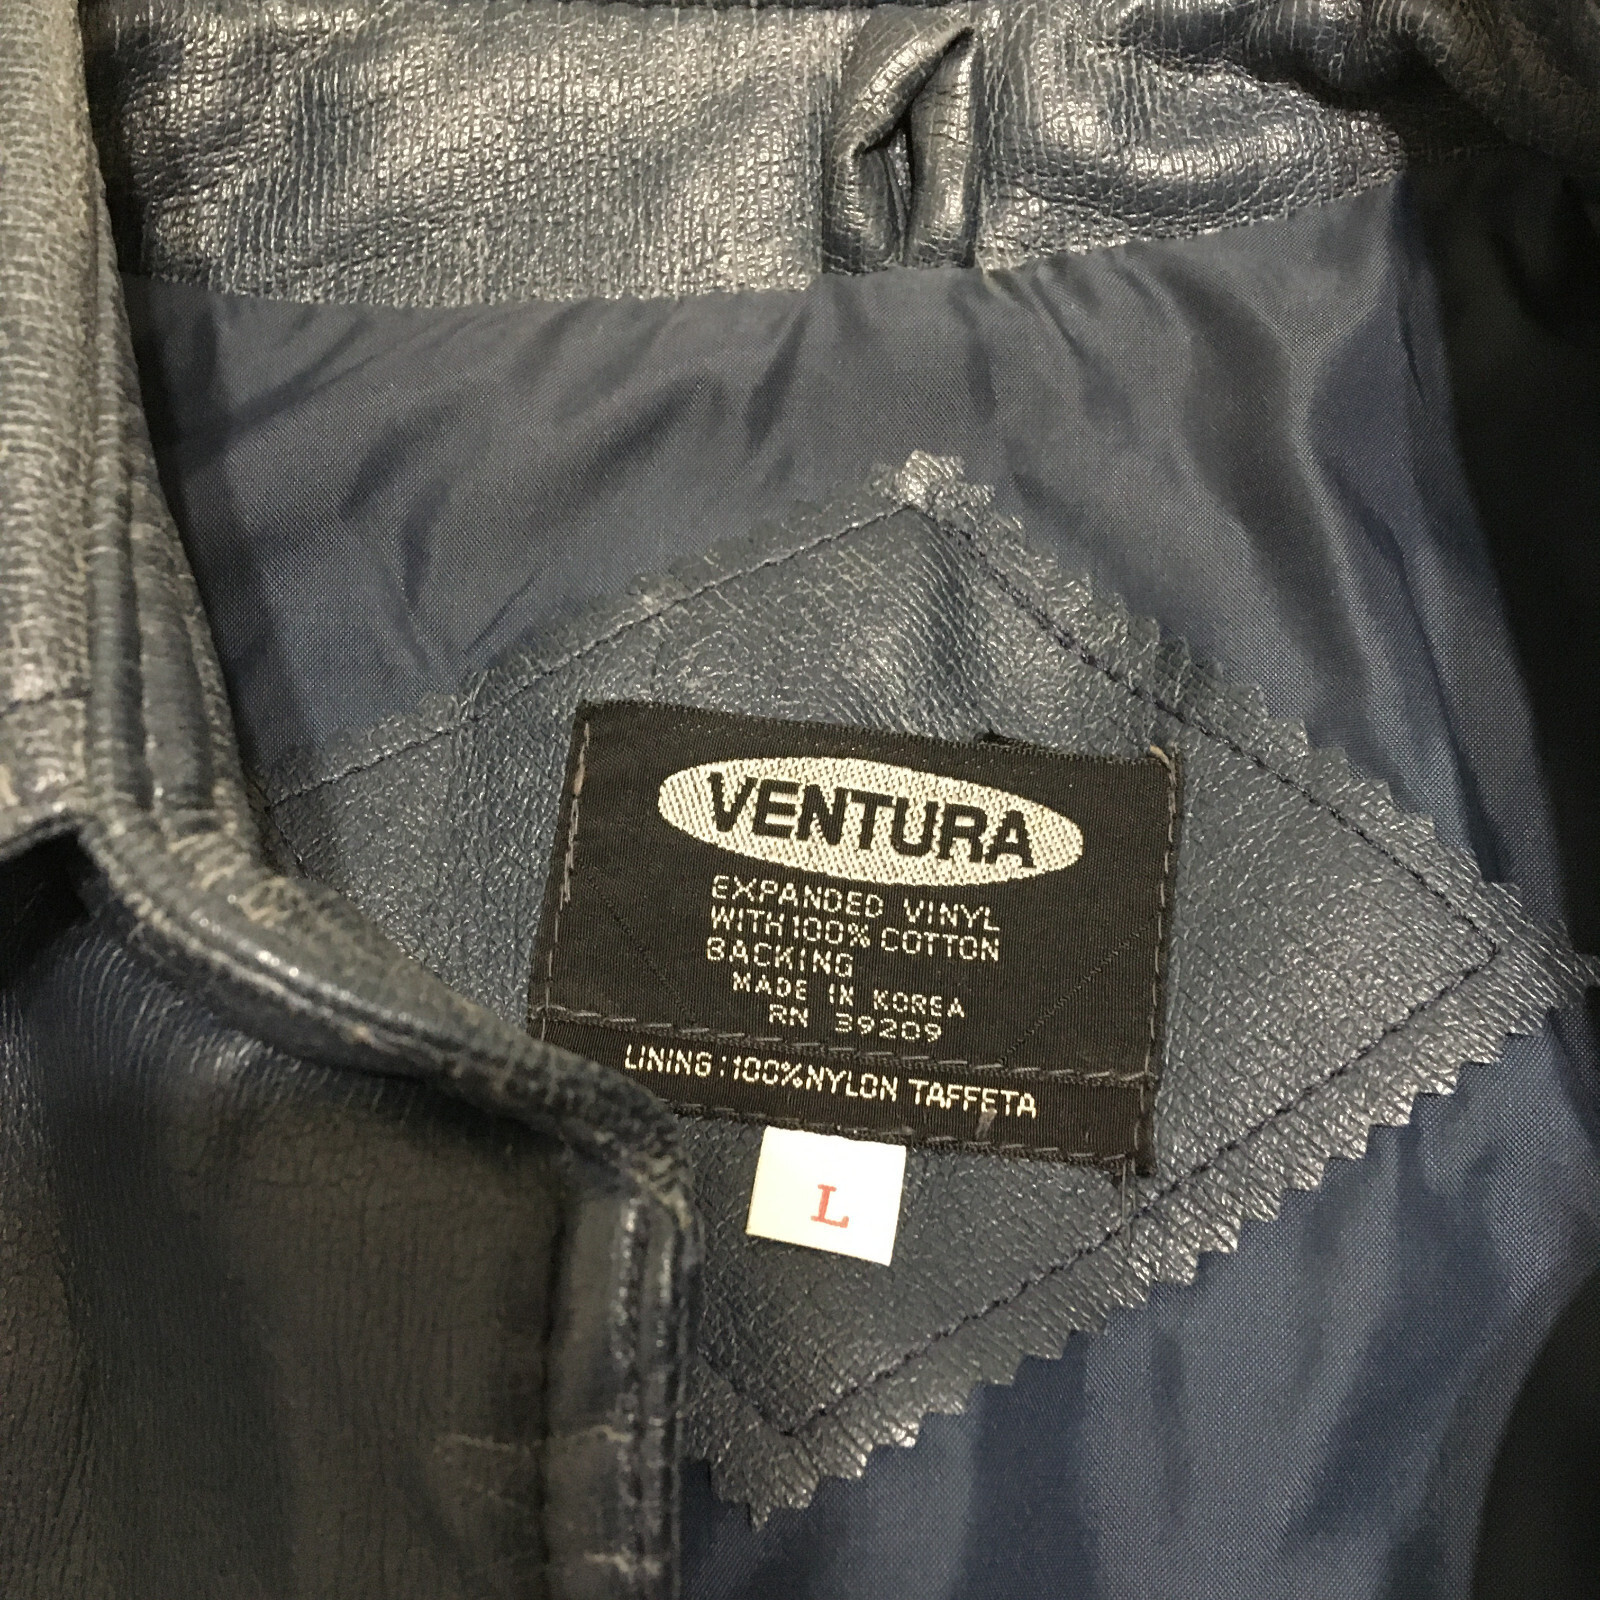 VENTURA
EXPANDED VINYL
WITH 100% COTTON
BACKING
MADE IN KOREA
RN 39209
LINING : 100% NYLON TAFFETA
L